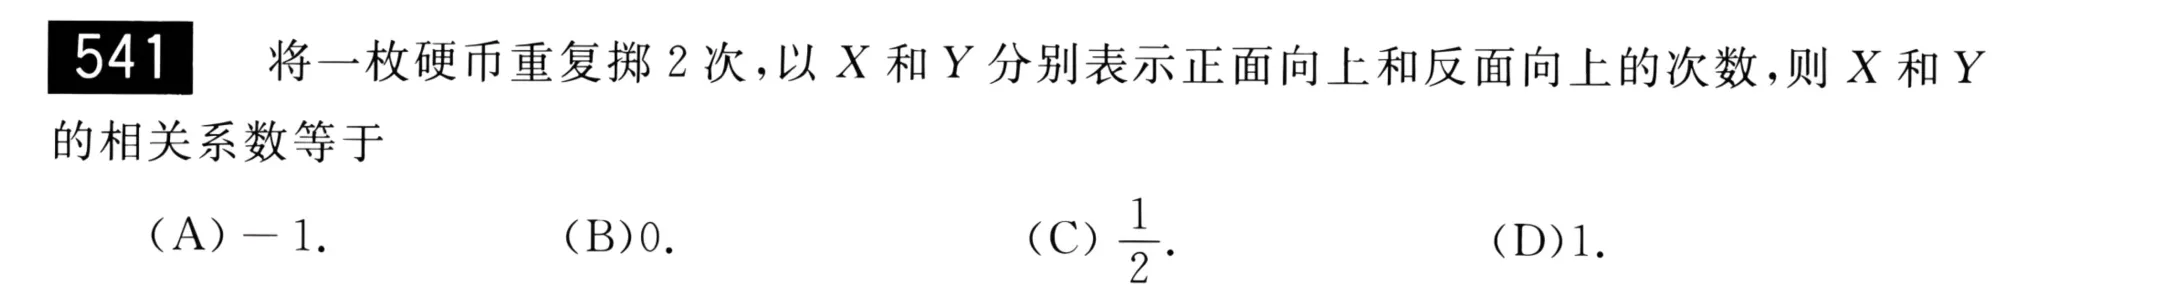 541 将一枚硬币重复掷 2 次,以 X 和 Y 分别表示正面向上和反面向上的次数,则 X 和 Y
的相关系数等于
(A) − 1. (B)0. (C) 1/2. (D)1.